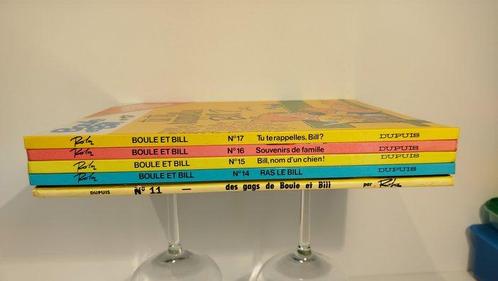 Roba BOULE ET BILL N°17 Tu te rappelles, Bill? DUPUIS
Roba BOULE ET BILL N°16 Souvenirs de famille DUPUIS
Roba BOULE ET BILL N°15 Bill, nom d'un chien! DUPUIS
Roba BOULE ET BILL N°14 RAS LE BILL DUPUIS
DUPUIS N° 11 — des gags de Boule et Bill par Roba